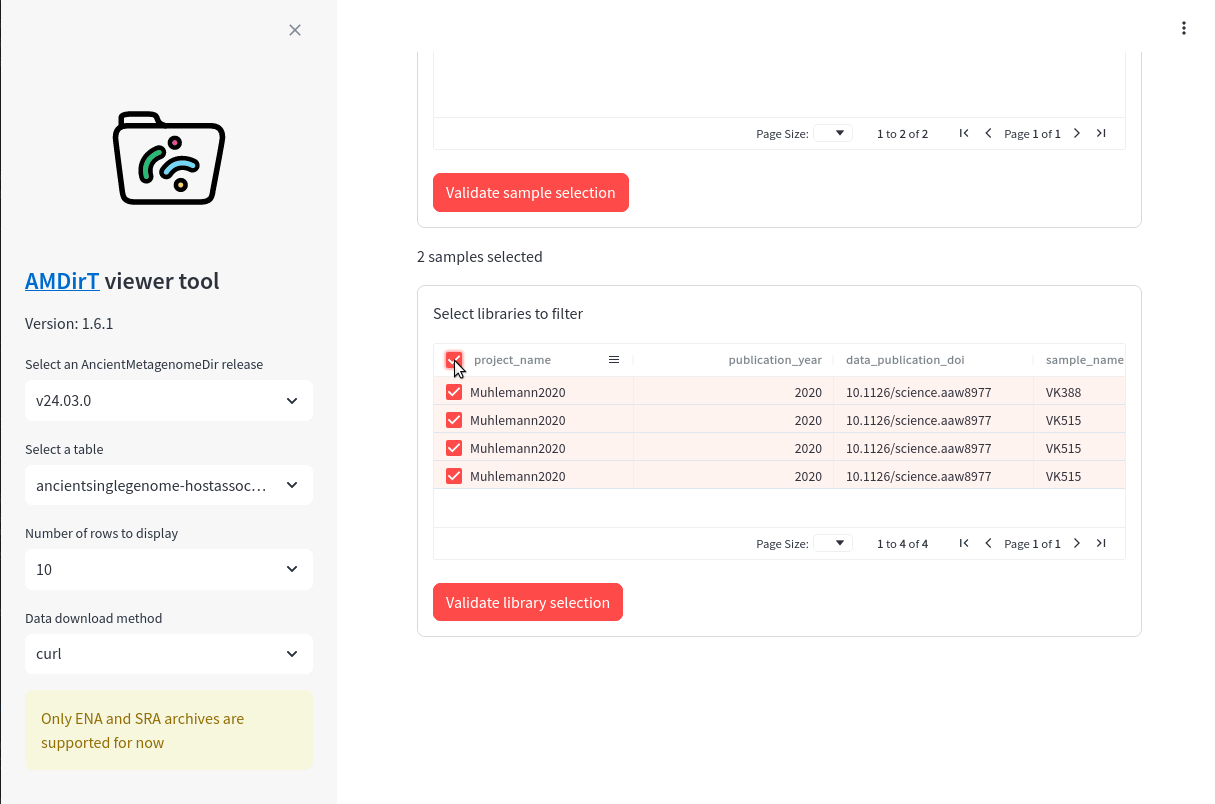 AMDirT viewer tool
Version: 1.6.1
Select an AncientMetagenomeDir release
v24.03.0
Select a table
ancientsinglegenome-hostassoc…
Number of rows to display
10
Data download method
curl
Only ENA and SRA archives are
supported for now
Page Size: 1 to 2 of 2 Page 1 of 1
Validate sample selection
2 samples selected
Select libraries to filter
project_name publication_year data_publication_doi sample_name
Muhlemann2020 2020 10.1126/science.aaw8977 VK388
Muhlemann2020 2020 10.1126/science.aaw8977 VK515
Muhlemann2020 2020 10.1126/science.aaw8977 VK515
Muhlemann2020 2020 10.1126/science.aaw8977 VK515
Page Size: 1 to 4 of 4 Page 1 of 1
Validate library selection